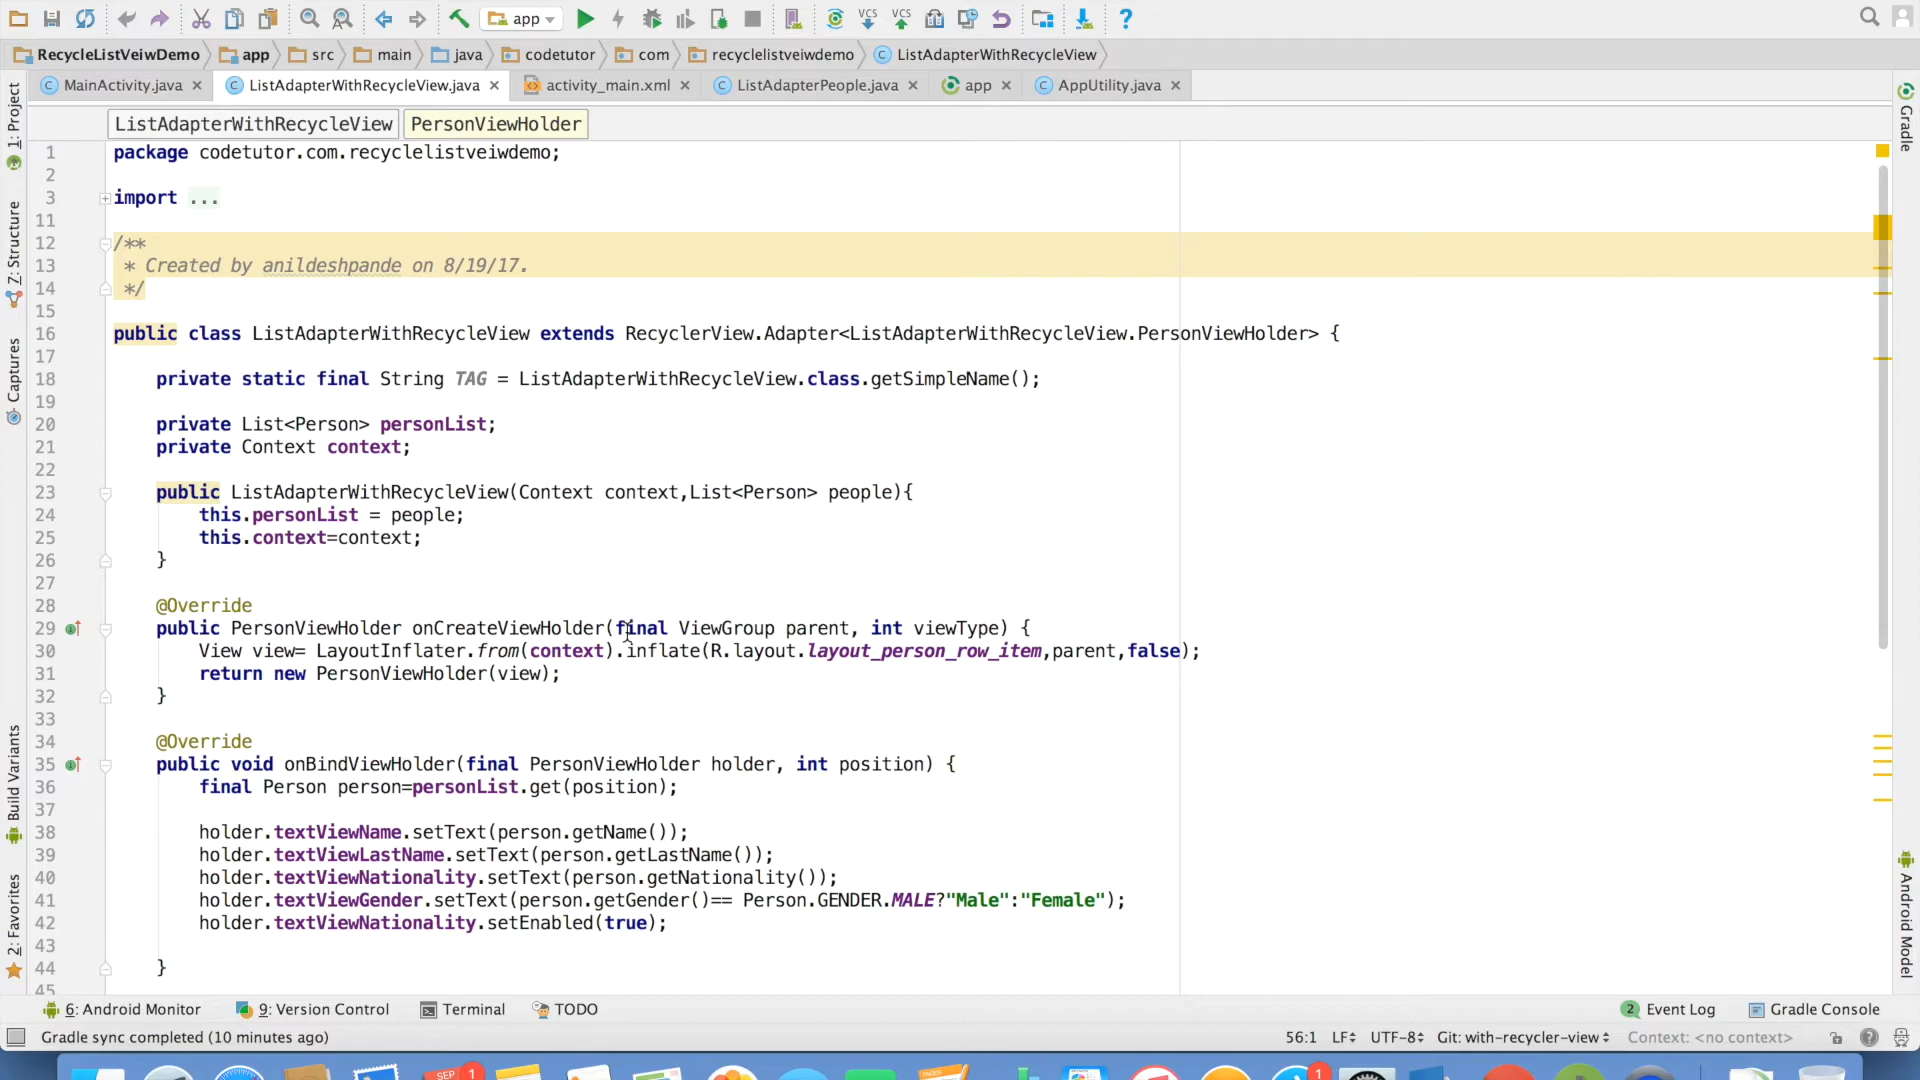 app
RecycleListVeiwDemo app src main java codetutor com recyclelistveiwdemo ListAdapterWithRecycleView
MainActivity.java ListAdapterWithRecycleView.java activity_main.xml ListAdapterPeople.java app AppUtility.java
ListAdapterWithRecycleView PersonViewHolder
1: Project
Z: Structure
Captures
Build Variants
2: Favorites
Gradle
Android Model
1 package codetutor.com.recyclelistveiwdemo;
2
3 import ...
11
12 /**
13 * Created by anildeshpande on 8/19/17.
14 */
15
16 public class ListAdapterWithRecycleView extends RecyclerView.Adapter<ListAdapterWithRecycleView.PersonViewHolder> {
17
18 private static final String TAG = ListAdapterWithRecycleView.class.getSimpleName();
19
20 private List<Person> personList;
21 private Context context;
22
23 public ListAdapterWithRecycleView(Context context,List<Person> people){
24 this.personList = people;
25 this.context=context;
26 }
27
28 @Override
29 public PersonViewHolder onCreateViewHolder(final ViewGroup parent, int viewType) {
30 View view= LayoutInflater.from(context).inflate(R.layout.layout_person_row_item,parent,false);
31 return new PersonViewHolder(view);
32 }
33
34 @Override
35 public void onBindViewHolder(final PersonViewHolder holder, int position) {
36 final Person person=personList.get(position);
37
38 holder.textViewName.setText(person.getName());
39 holder.textViewLastName.setText(person.getLastName());
40 holder.textViewNationality.setText(person.getNationality());
41 holder.textViewGender.setText(person.getGender()== Person.GENDER.MALE?"Male":"Female");
42 holder.textViewNationality.setEnabled(true);
43
44 }
45
6: Android Monitor 9: Version Control Terminal TODO 2 Event Log Gradle Console
Gradle sync completed (10 minutes ago) 56:1 LF UTF-8 Git: with-recycler-view Context: <no context>
SEP 1 1